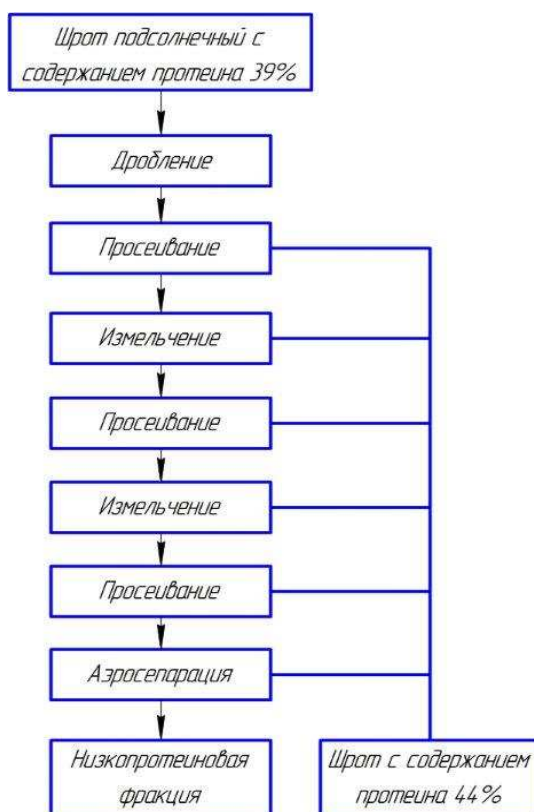 Шрот подсолнечный с
содержанием протеина 39%
Дробление
Просеивание
Измельчение
Просеивание
Измельчение
Просеивание
Аэросепарация
Низкопротеиновая
фракция
Шрот с содержанием
протеина 44%